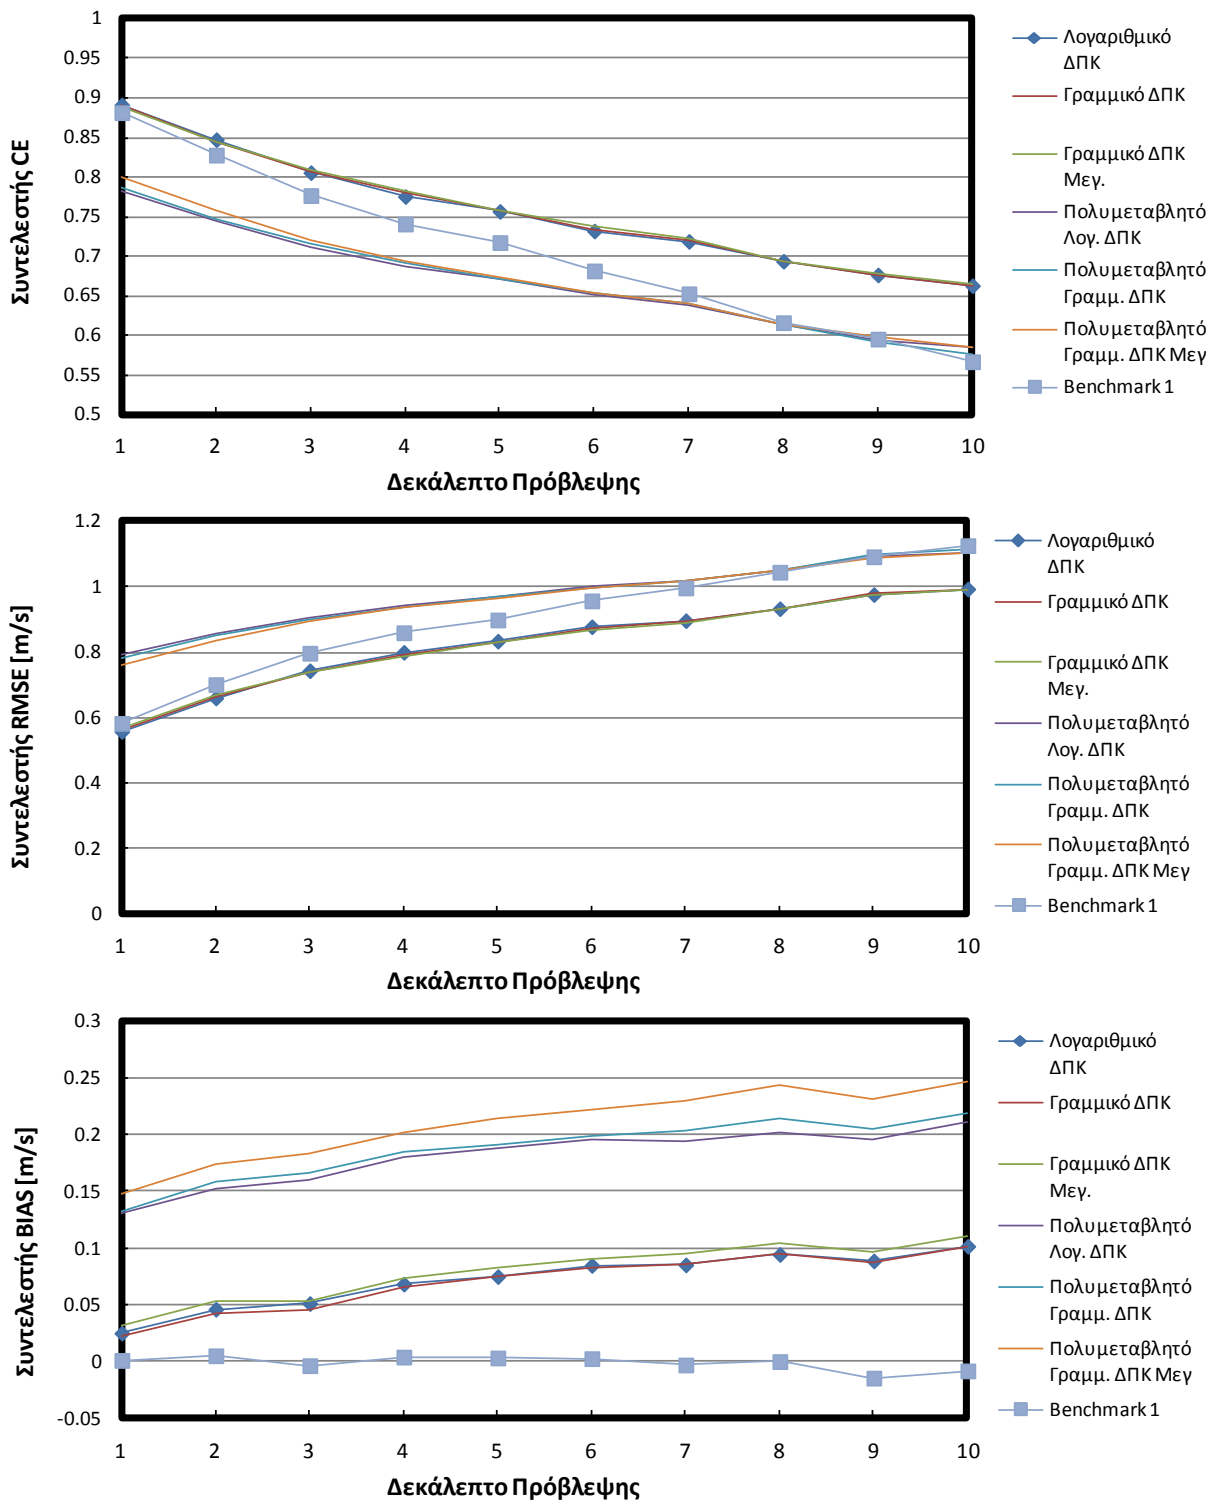 1
0.95
0.9
0.85
0.8
0.75
0.7
0.65
0.6
0.55
0.5
Συντελεστής CE
1 2 3 4 5 6 7 8 9 10
Δεκάλεπτο Πρόβλεψης
Λογαριθμικό
ΔΠΚ
Γραμμικό ΔΠΚ
Γραμμικό ΔΠΚ
Μεγ.
Πολυμεταβλητό
Λογ. ΔΠΚ
Πολυμεταβλητό
Γραμμ. ΔΠΚ
Πολυμεταβλητό
Γραμμ. ΔΠΚ Μεγ
Benchmark 1
1.2
1
0.8
0.6
0.4
0.2
0
Συντελεστής RMSE [m/s]
1 2 3 4 5 6 7 8 9 10
Δεκάλεπτο Πρόβλεψης
Λογαριθμικό
ΔΠΚ
Γραμμικό ΔΠΚ
Γραμμικό ΔΠΚ
Μεγ.
Πολυμεταβλητό
Λογ. ΔΠΚ
Πολυμεταβλητό
Γραμμ. ΔΠΚ
Πολυμεταβλητό
Γραμμ. ΔΠΚ Μεγ
Benchmark 1
0.3
0.25
0.2
0.15
0.1
0.05
0
-0.05
Συντελεστής BIAS [m/s]
1 2 3 4 5 6 7 8 9 10
Δεκάλεπτο Πρόβλεψης
Λογαριθμικό
ΔΠΚ
Γραμμικό ΔΠΚ
Γραμμικό ΔΠΚ
Μεγ.
Πολυμεταβλητό
Λογ. ΔΠΚ
Πολυμεταβλητό
Γραμμ. ΔΠΚ
Πολυμεταβλητό
Γραμμ. ΔΠΚ Μεγ
Benchmark 1